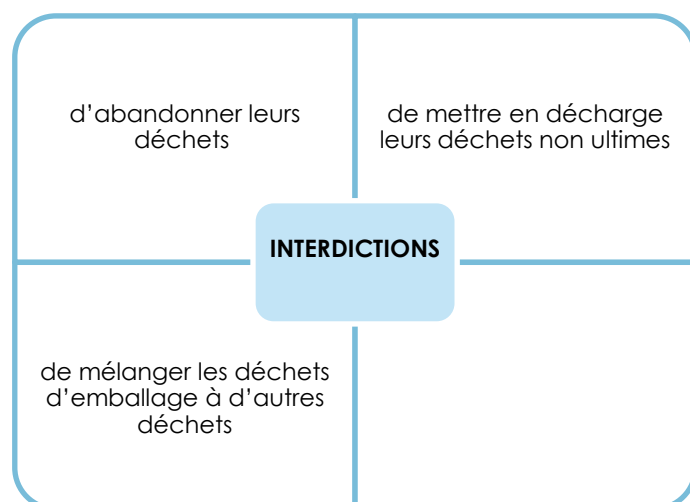 d’abandonner leurs
déchets
de mettre en décharge
leurs déchets non ultimes
INTERDICTIONS
de mélanger les déchets
d’emballage à d’autres
déchets